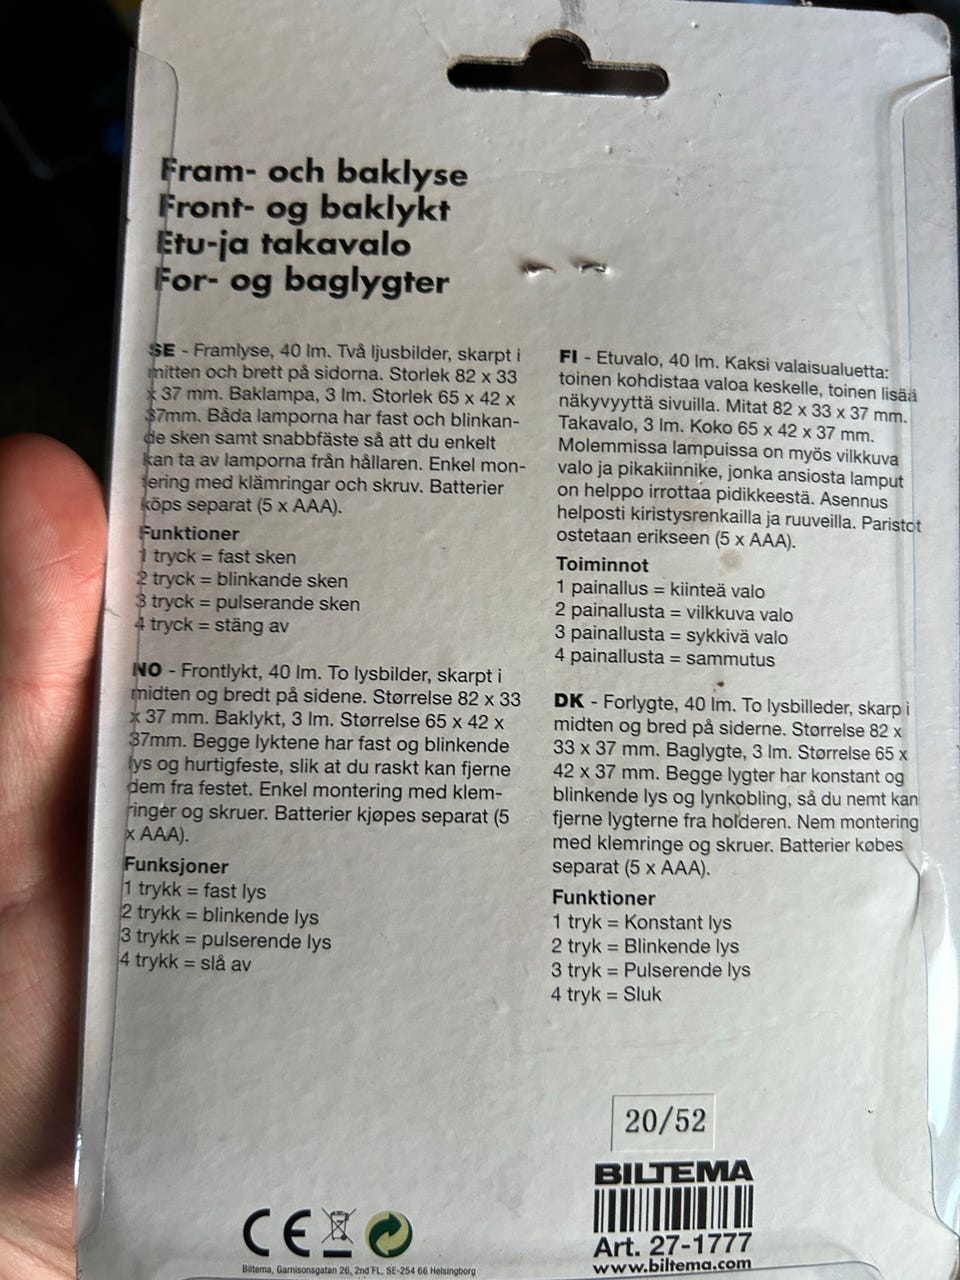 Fram- och baklyse
Front- og baklykt
Etu-ja takavalo
For- og baglygter
SE - Framlyse, 40 lm. Två ljusbilder, skarpt i
mitten och brett på sidorna. Storlek 82 x 33
x 37 mm. Baklampa, 3 lm. Storlek 65 x 42 x
37mm. Båda lamporna har fast och blinkan-
de sken samt snabbfäste så att du enkelt
kan ta av lamporna från hållaren. Enkel mon-
tering med klämringar och skruv. Batterier
köps separat (5 x AAA).
Funktioner
1 tryck = fast sken
2 tryck = blinkande sken
3 tryck = pulserande sken
4 tryck = stäng av
NO - Frontlykt, 40 lm. To lysbilder, skarpt i
midten og bredt på sidene. Størrelse 82 x 33
x 37 mm. Baklykt, 3 lm. Størrelse 65 x 42 x
37mm. Begge lyktene har fast og blinkende
lys og hurtigfeste, slik at du raskt kan fjerne
dem fra festet. Enkel montering med klem-
ringer og skruer. Batterier kjøpes separat (5
x AAA).
Funksjoner
1 trykk = fast lys
2 trykk = blinkende lys
3 trykk = pulserende lys
4 trykk = slå av
FI - Etuvalo, 40 lm. Kaksi valaisualuetta:
toinen kohdistaa valoa keskelle, toinen lisää
näkyvyyttä sivuilla. Mitat 82 x 33 x 37 mm.
Takavalo, 3 lm. Koko 65 x 42 x 37 mm.
Molemmissa lampuissa on myös vilkkuva
valo ja pikakiinnike, jonka ansiosta lamput
on helppo irrottaa pidikkeestä. Asennus
helposti kiristysrenkailla ja ruuveilla. Paristot
ostetaan erikseen (5 x AAA).
Toiminnot
1 painallus = kiinteä valo
2 painallusta = vilkkuva valo
3 painallusta = sykkivä valo
4 painallusta = sammutus
DK - Forlygte, 40 lm. To lysbilleder, skarp i
midten og bred på siderne. Størrelse 82 x
33 x 37 mm. Baglygte, 3 lm. Størrelse 65 x
42 x 37 mm. Begge lygter har konstant og
blinkende lys og lynkobling, så du nemt kan
fjerne lygterne fra holderen. Nem montering
med klemringe og skruer. Batterier købes
separat (5 x AAA).
Funktioner
1 tryk = Konstant lys
2 tryk = Blinkende lys
3 tryk = Pulserende lys
4 tryk = Sluk
20/52
BILTEMA
Art. 27-1777
www.biltema.com
CE
Biltema, Garnisonsgatan 26, 2nd FL, SE-254 66 Helsingborg